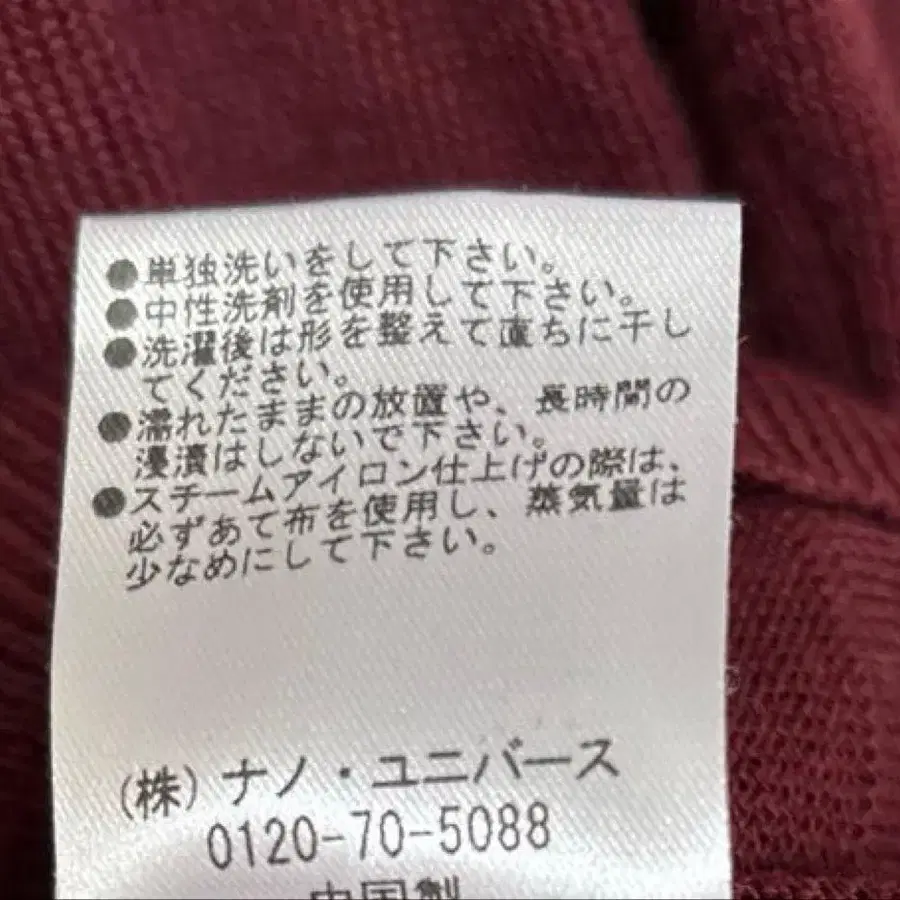 ●単独洗いをして下さい。
●中性洗剤を使用して下さい。
●洗濯後は形を整えて直ちに干し
てください。
●濡れたままの放置や、長時間の
浸漬はしないで下さい。
●スチームアイロン仕上げの際は、
必ずあて布を使用し、蒸気量は
少なめにして下さい。
(株)ナノ・ユニバース
0120-70-5088
中国製